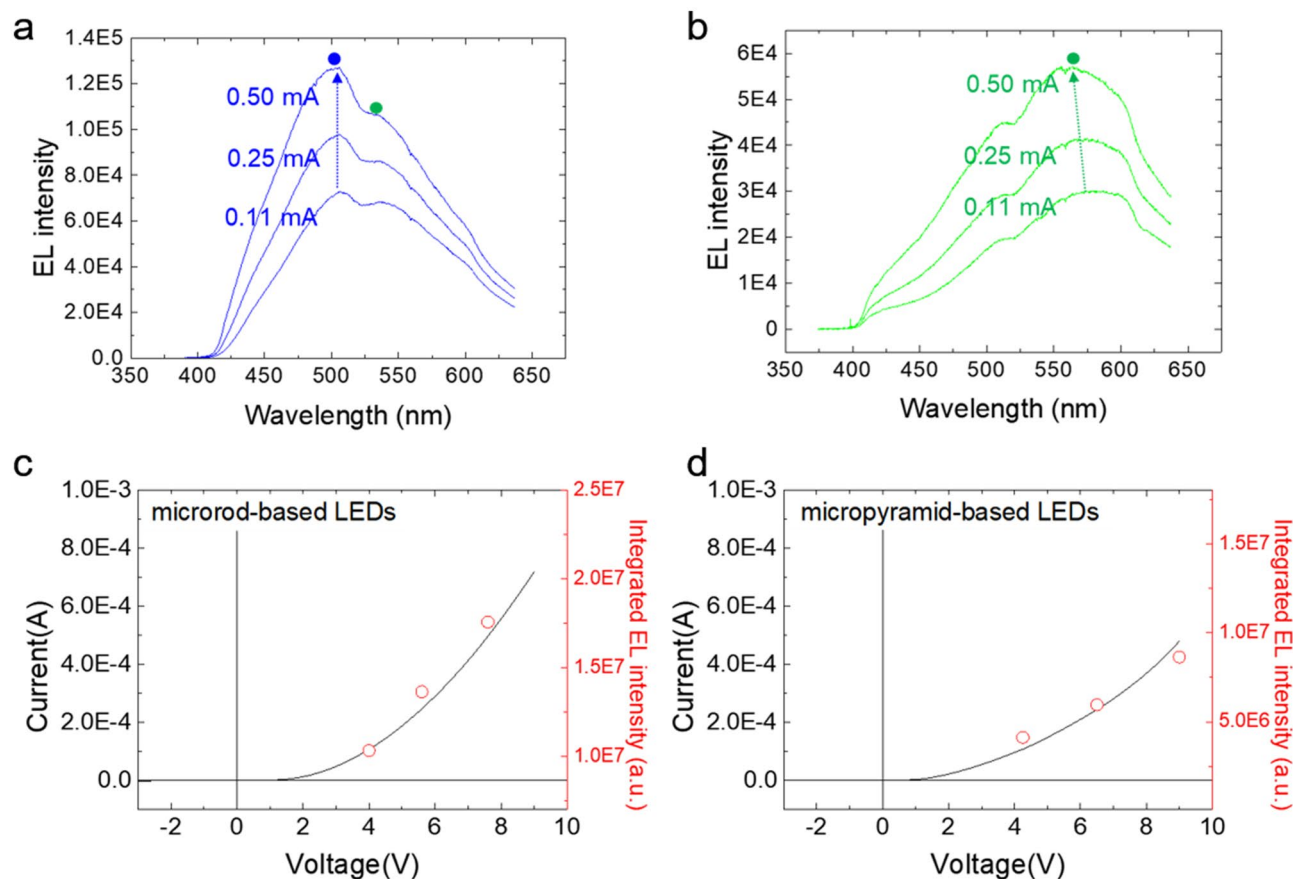 a
1.4E5
1.2E5
1.0E5
8.0E4
6.0E4
4.0E4
2.0E4
0.0
EL intensity
0.50 mA
0.25 mA
0.11 mA
350 400 450 500 550 600 650
Wavelength (nm)
b
6E4
5E4
4E4
3E4
2E4
1E4
0
EL intensity
0.50 mA
0.25 mA
0.11 mA
350 400 450 500 550 600 650
Wavelength (nm)
c
1.0E-3
8.0E-4
6.0E-4
4.0E-4
2.0E-4
0.0
Current(A)
microrod-based LEDs
2.5E7
2.0E7
1.5E7
1.0E7
Integrated EL intensity (a.u.)
-2 0 2 4 6 8 10
Voltage(V)
d
1.0E-3
8.0E-4
6.0E-4
4.0E-4
2.0E-4
0.0
Current(A)
micropyramid-based LEDs
1.5E7
1.0E7
5.0E6
Integrated EL intensity (a.u.)
-2 0 2 4 6 8 10
Voltage(V)